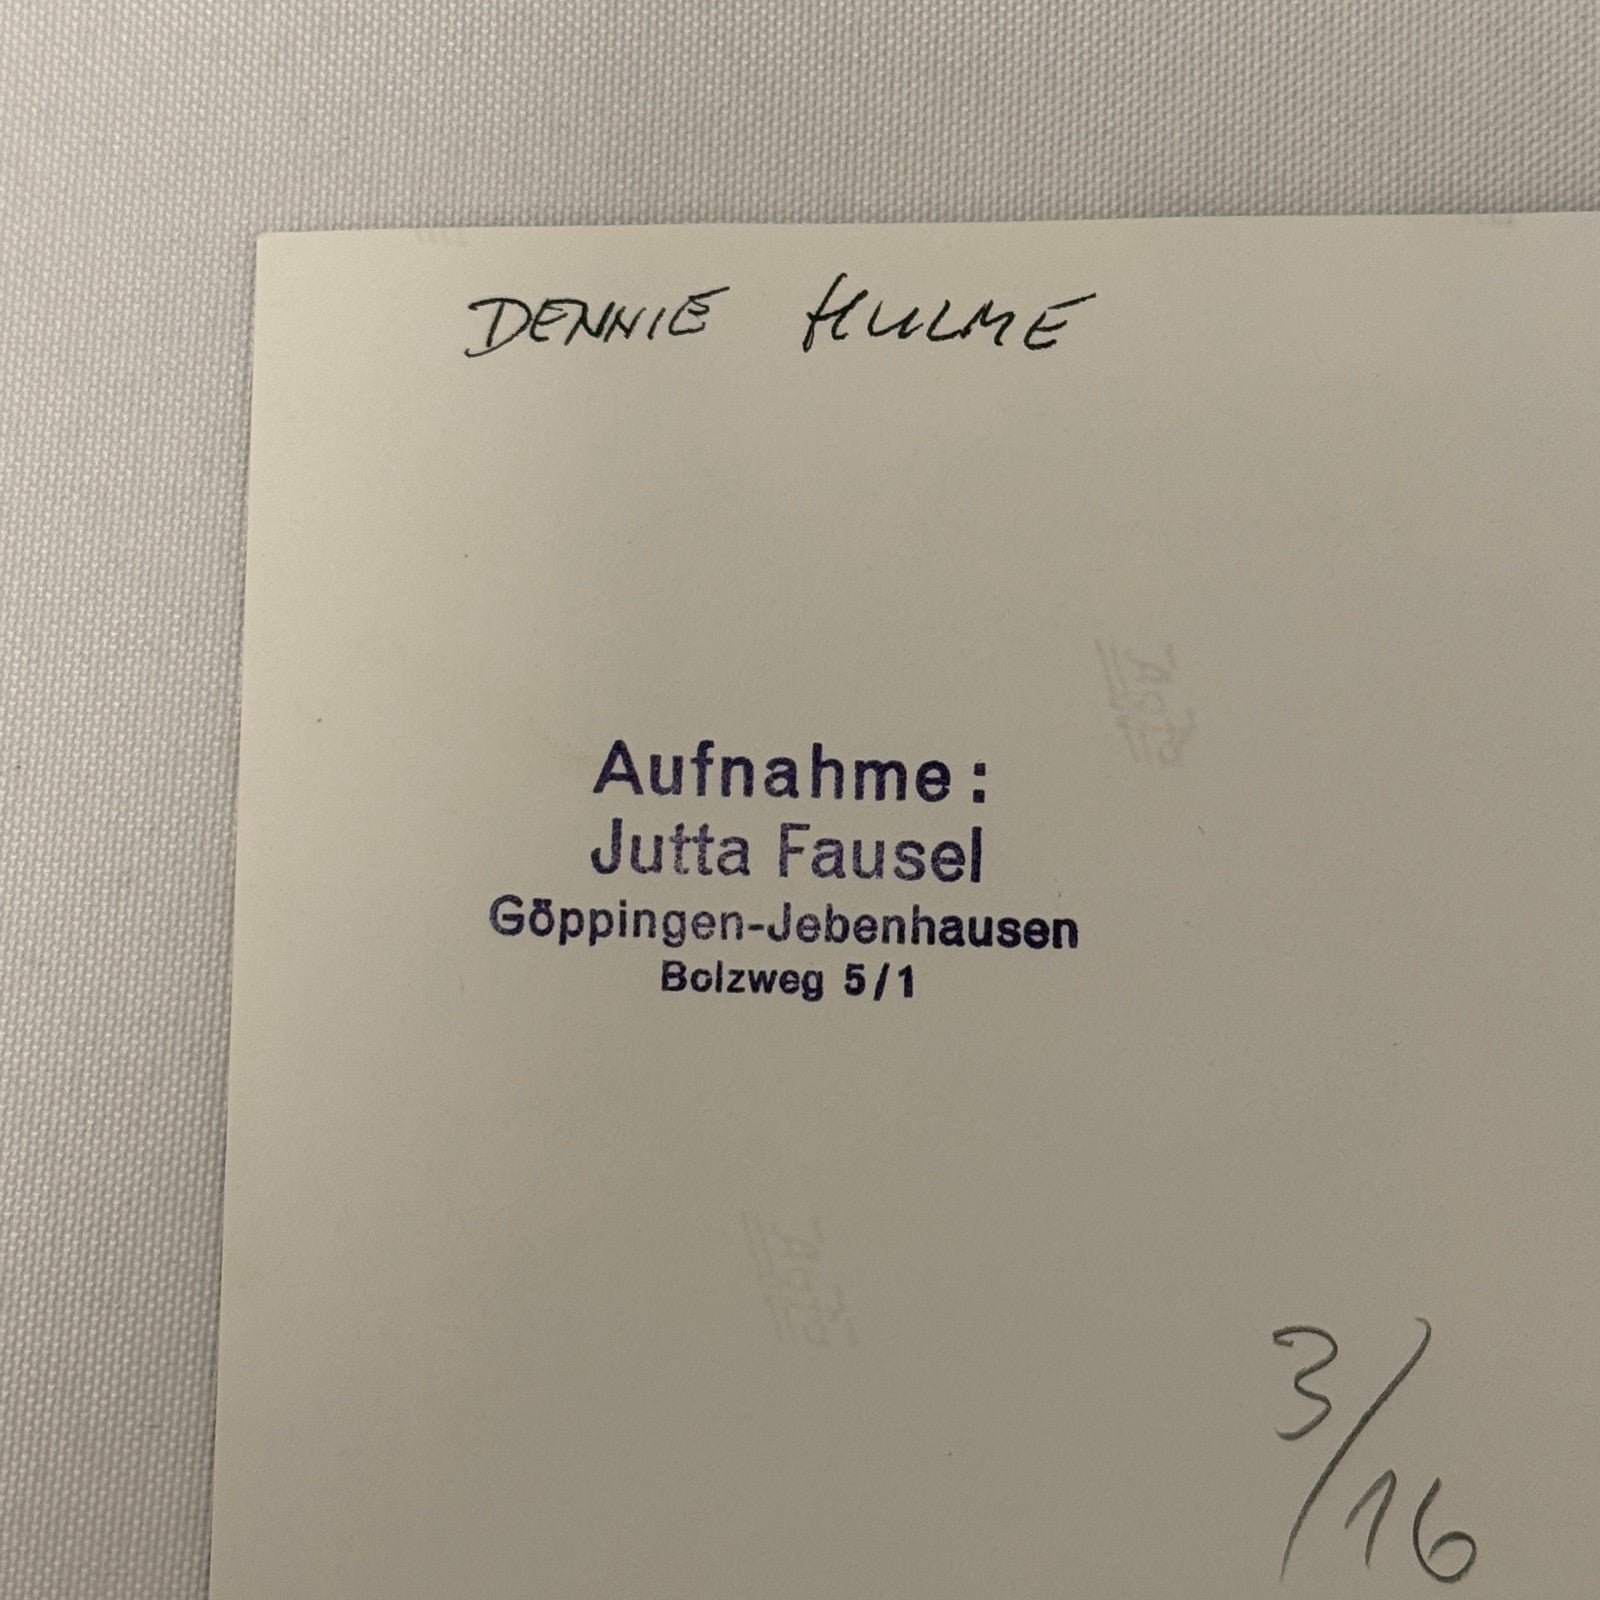 DENNIE HULME
Aufnahme:
Jutta Fausel
Göppingen-Jebenhausen
Bolzweg 5/1
3/16